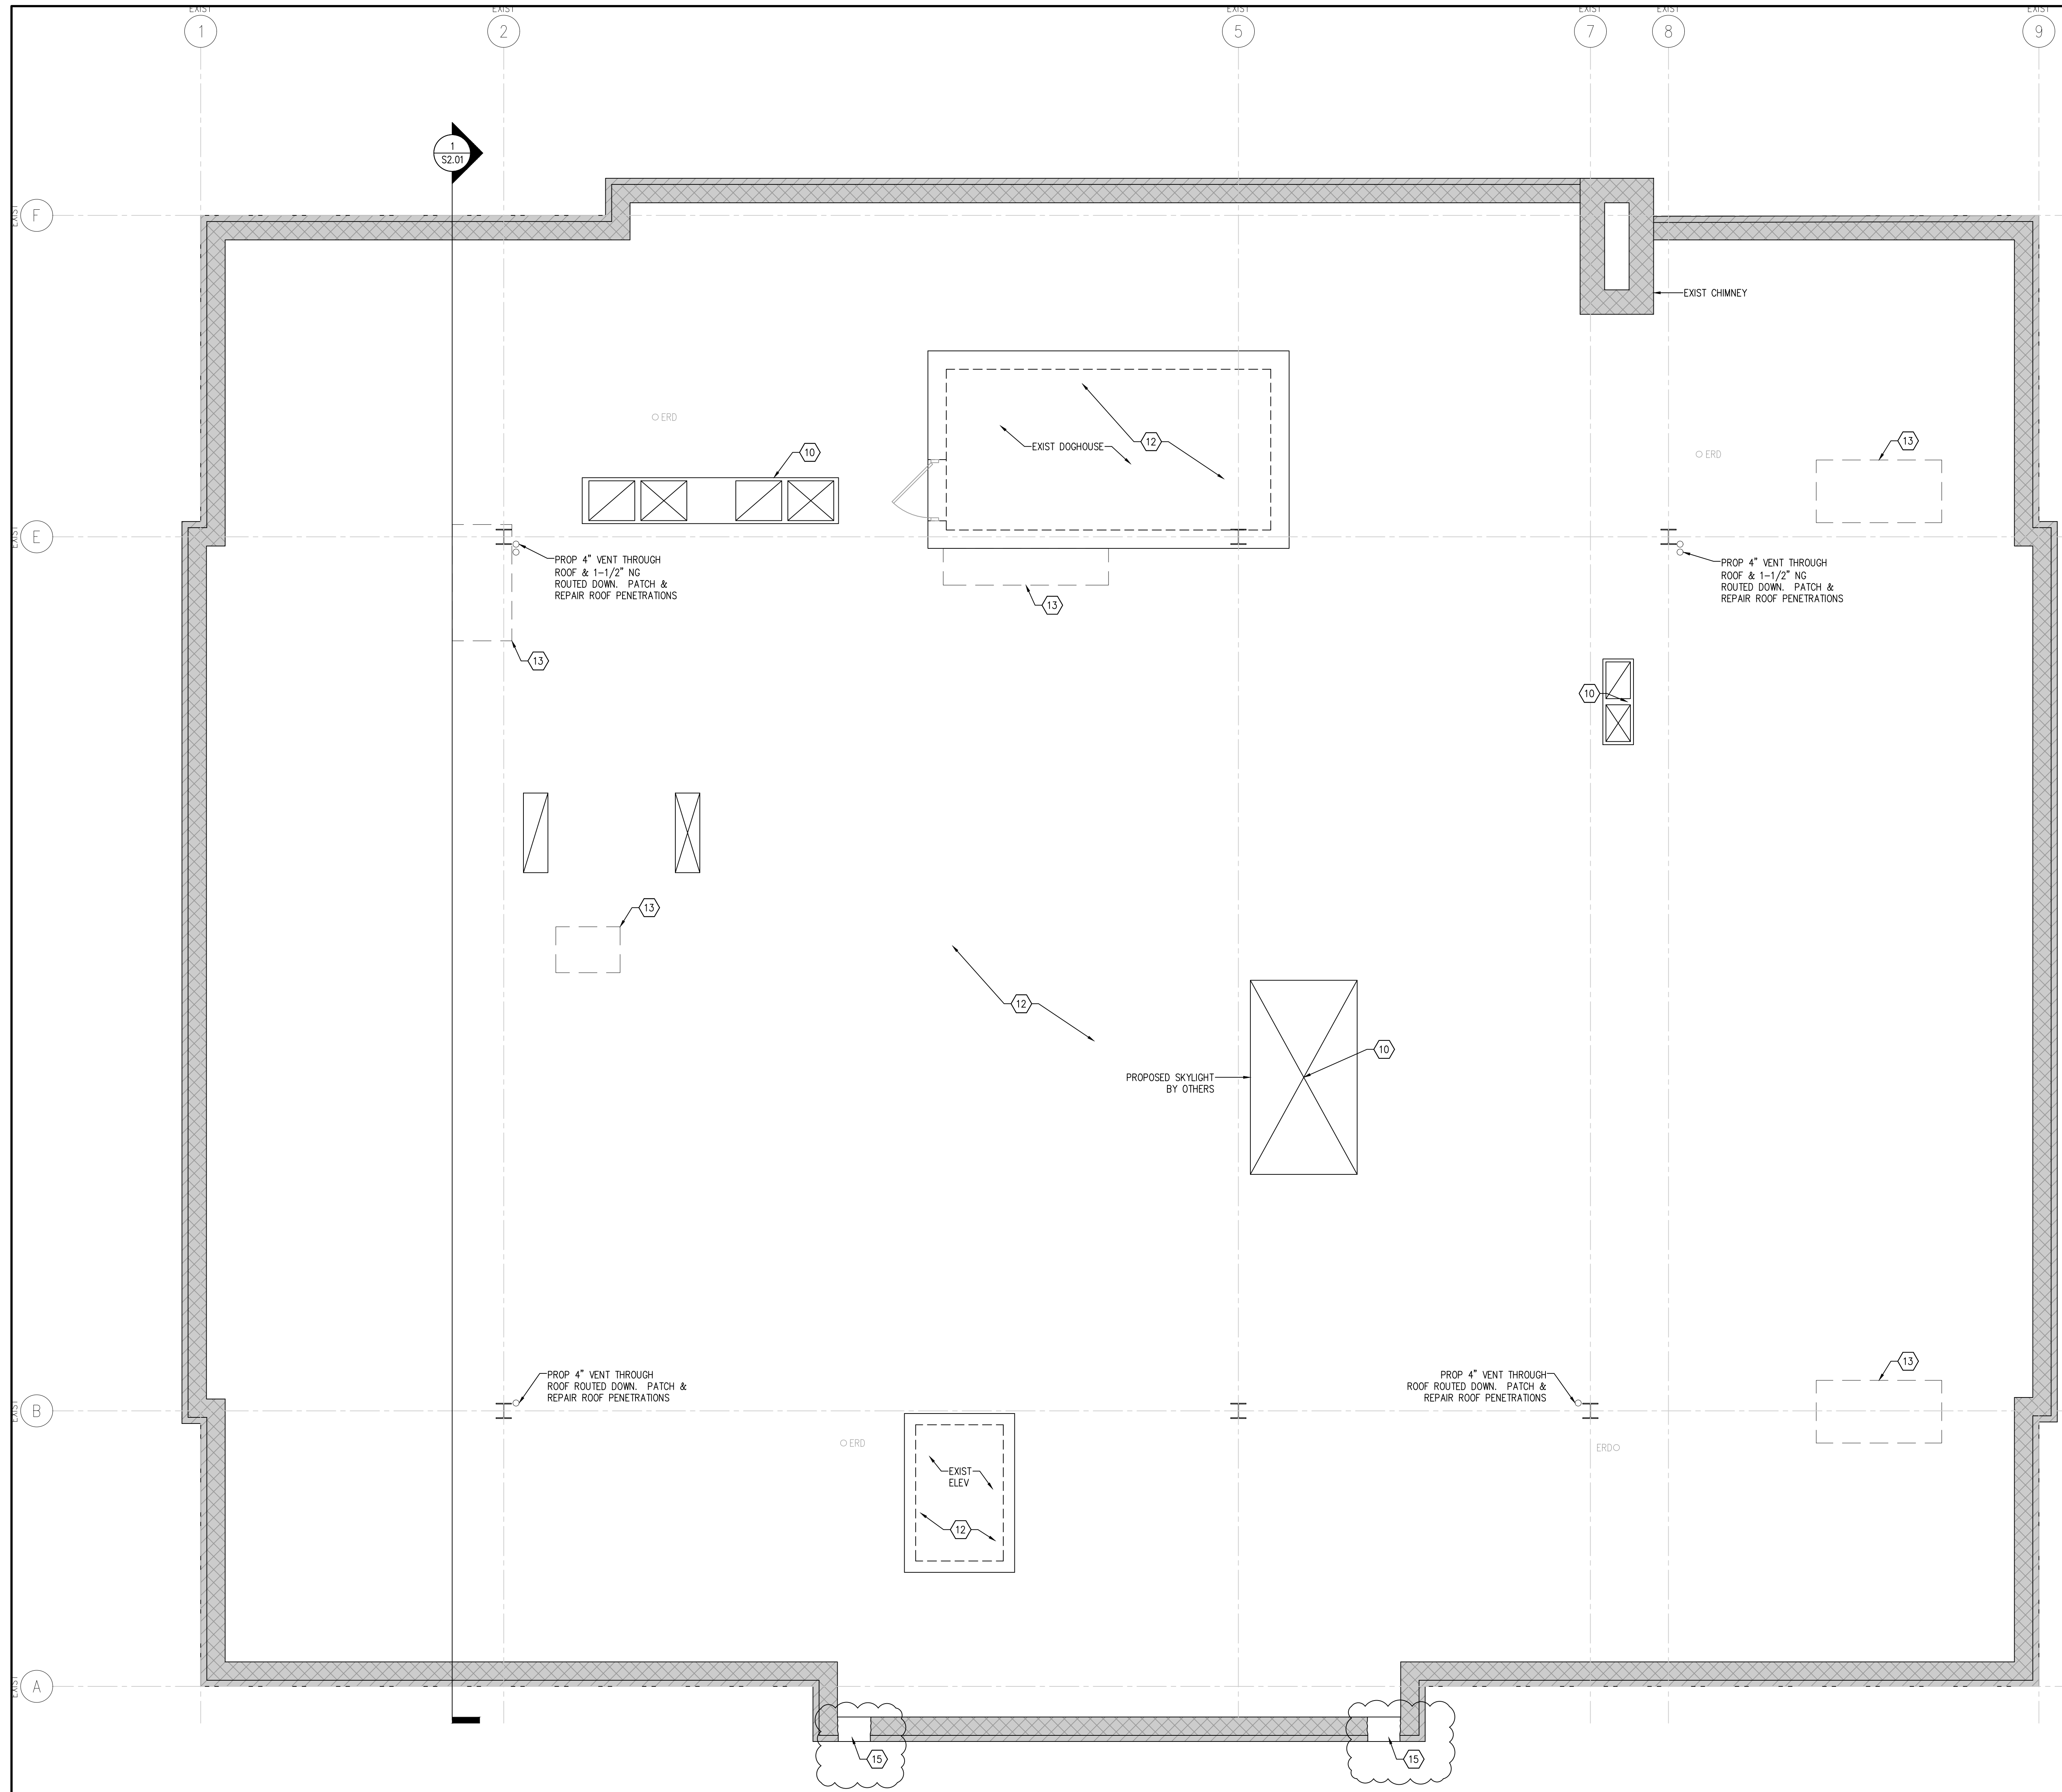 EXIST
EXIST
EXIST
EXIST
EXIST
EXIST
1
2
5
7
8
9
1
S2.01
EXIST
F
EXIST CHIMNEY
ERD
12
13
10
EXIST DOGHOUSE
ERD
EXIST
E
PROP 4" VENT THROUGH
ROOF & 1-1/2" NG
ROUTED DOWN. PATCH &
REPAIR ROOF PENETRATIONS
PROP 4" VENT THROUGH
ROOF & 1-1/2" NG
ROUTED DOWN. PATCH &
REPAIR ROOF PENETRATIONS
13
13
10
13
12
10
PROPOSED SKYLIGHT
BY OTHERS
13
PROP 4" VENT THROUGH
ROOF ROUTED DOWN. PATCH &
REPAIR ROOF PENETRATIONS
PROP 4" VENT THROUGH
ROOF ROUTED DOWN. PATCH &
REPAIR ROOF PENETRATIONS
EXIST
B
ERD
ERD
EXIST
ELEV
12
EXIST
A
15
15